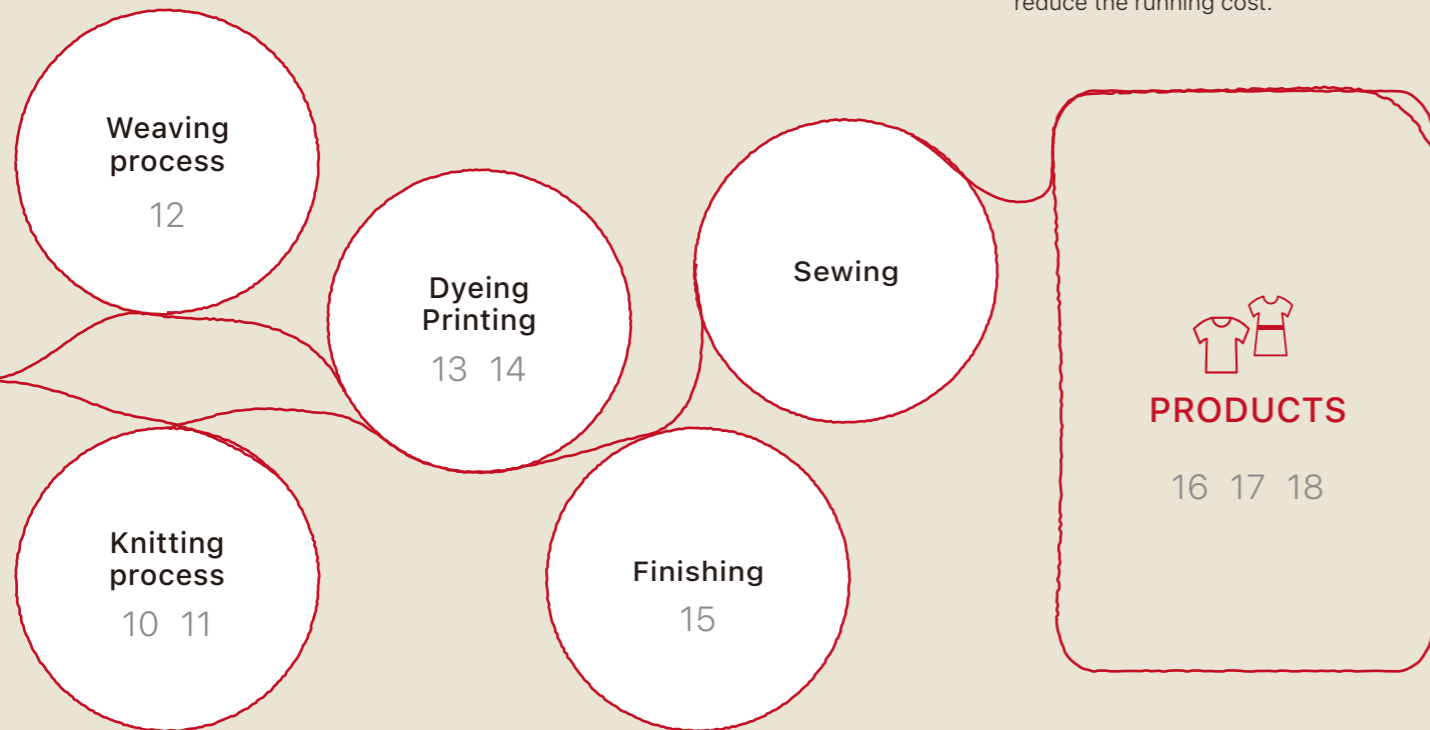 reduce the running cost.
Weaving
process
12
Dyeing
Printing
13 14
Sewing
PRODUCTS
16 17 18
Knitting
process
10 11
Finishing
15